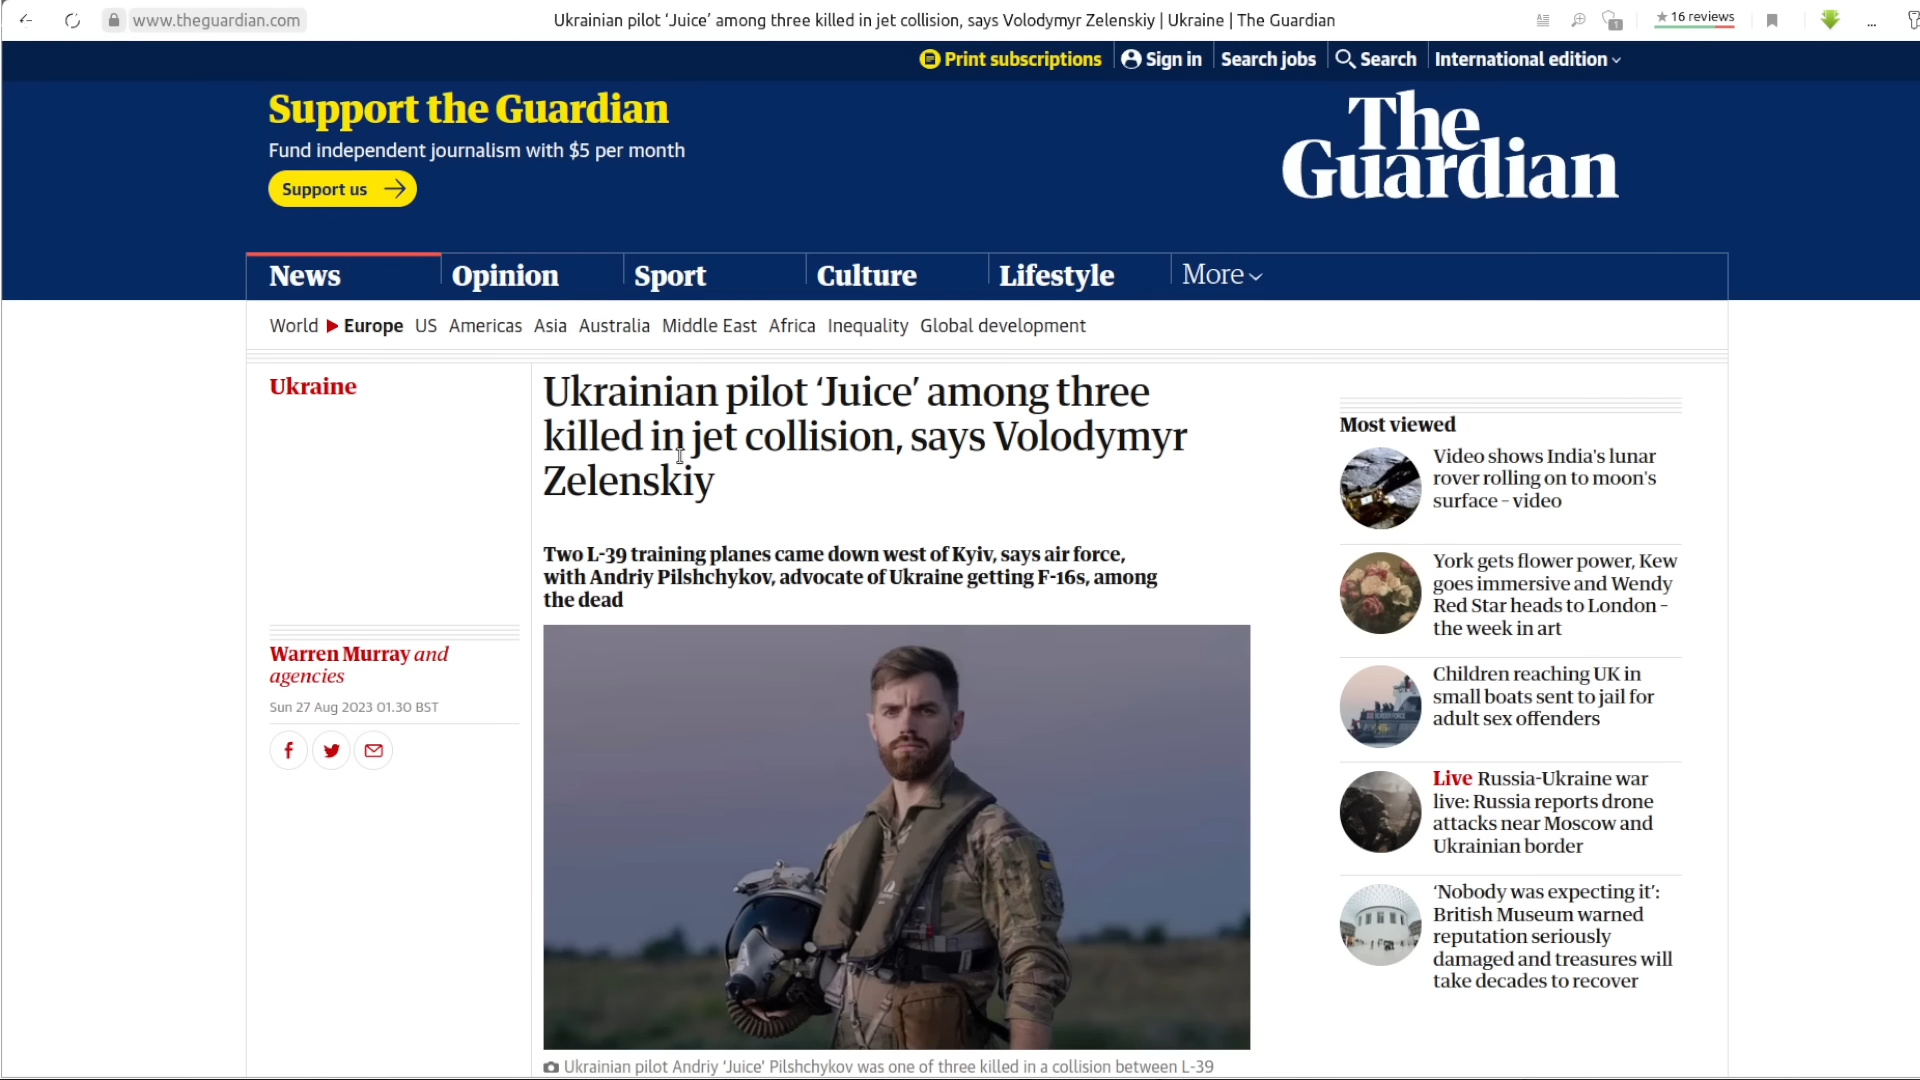 www.theguardian.com
Ukrainian pilot ‘Juice’ among three killed in jet collision, says Volodymyr Zelenskiy | Ukraine | The Guardian
1
★ 16 reviews
...
Print subscriptions
Sign in
Search jobs
Search
International edition
Support the Guardian
Fund independent journalism with $5 per month
Support us
The
Guardian
News
Opinion
Sport
Culture
Lifestyle
More
World
Europe
US
Americas
Asia
Australia
Middle East
Africa
Inequality
Global development
Ukraine
Ukrainian pilot ‘Juice’ among three
killed in jet collision, says Volodymyr
Zelenskiy
Two L-39 training planes came down west of Kyiv, says air force,
with Andriy Pilshchykov, advocate of Ukraine getting F-16s, among
the dead
Warren Murray and
agencies
Sun 27 Aug 2023 01.30 BST
Ukrainian pilot Andriy ‘Juice’ Pilshchykov was one of three killed in a collision between L-39
Most viewed
Video shows India's lunar
rover rolling on to moon's
surface – video
York gets flower power, Kew
goes immersive and Wendy
Red Star heads to London –
the week in art
Children reaching UK in
small boats sent to jail for
adult sex offenders
Live Russia-Ukraine war
live: Russia reports drone
attacks near Moscow and
Ukrainian border
‘Nobody was expecting it’:
British Museum warned
reputation seriously
damaged and treasures will
take decades to recover